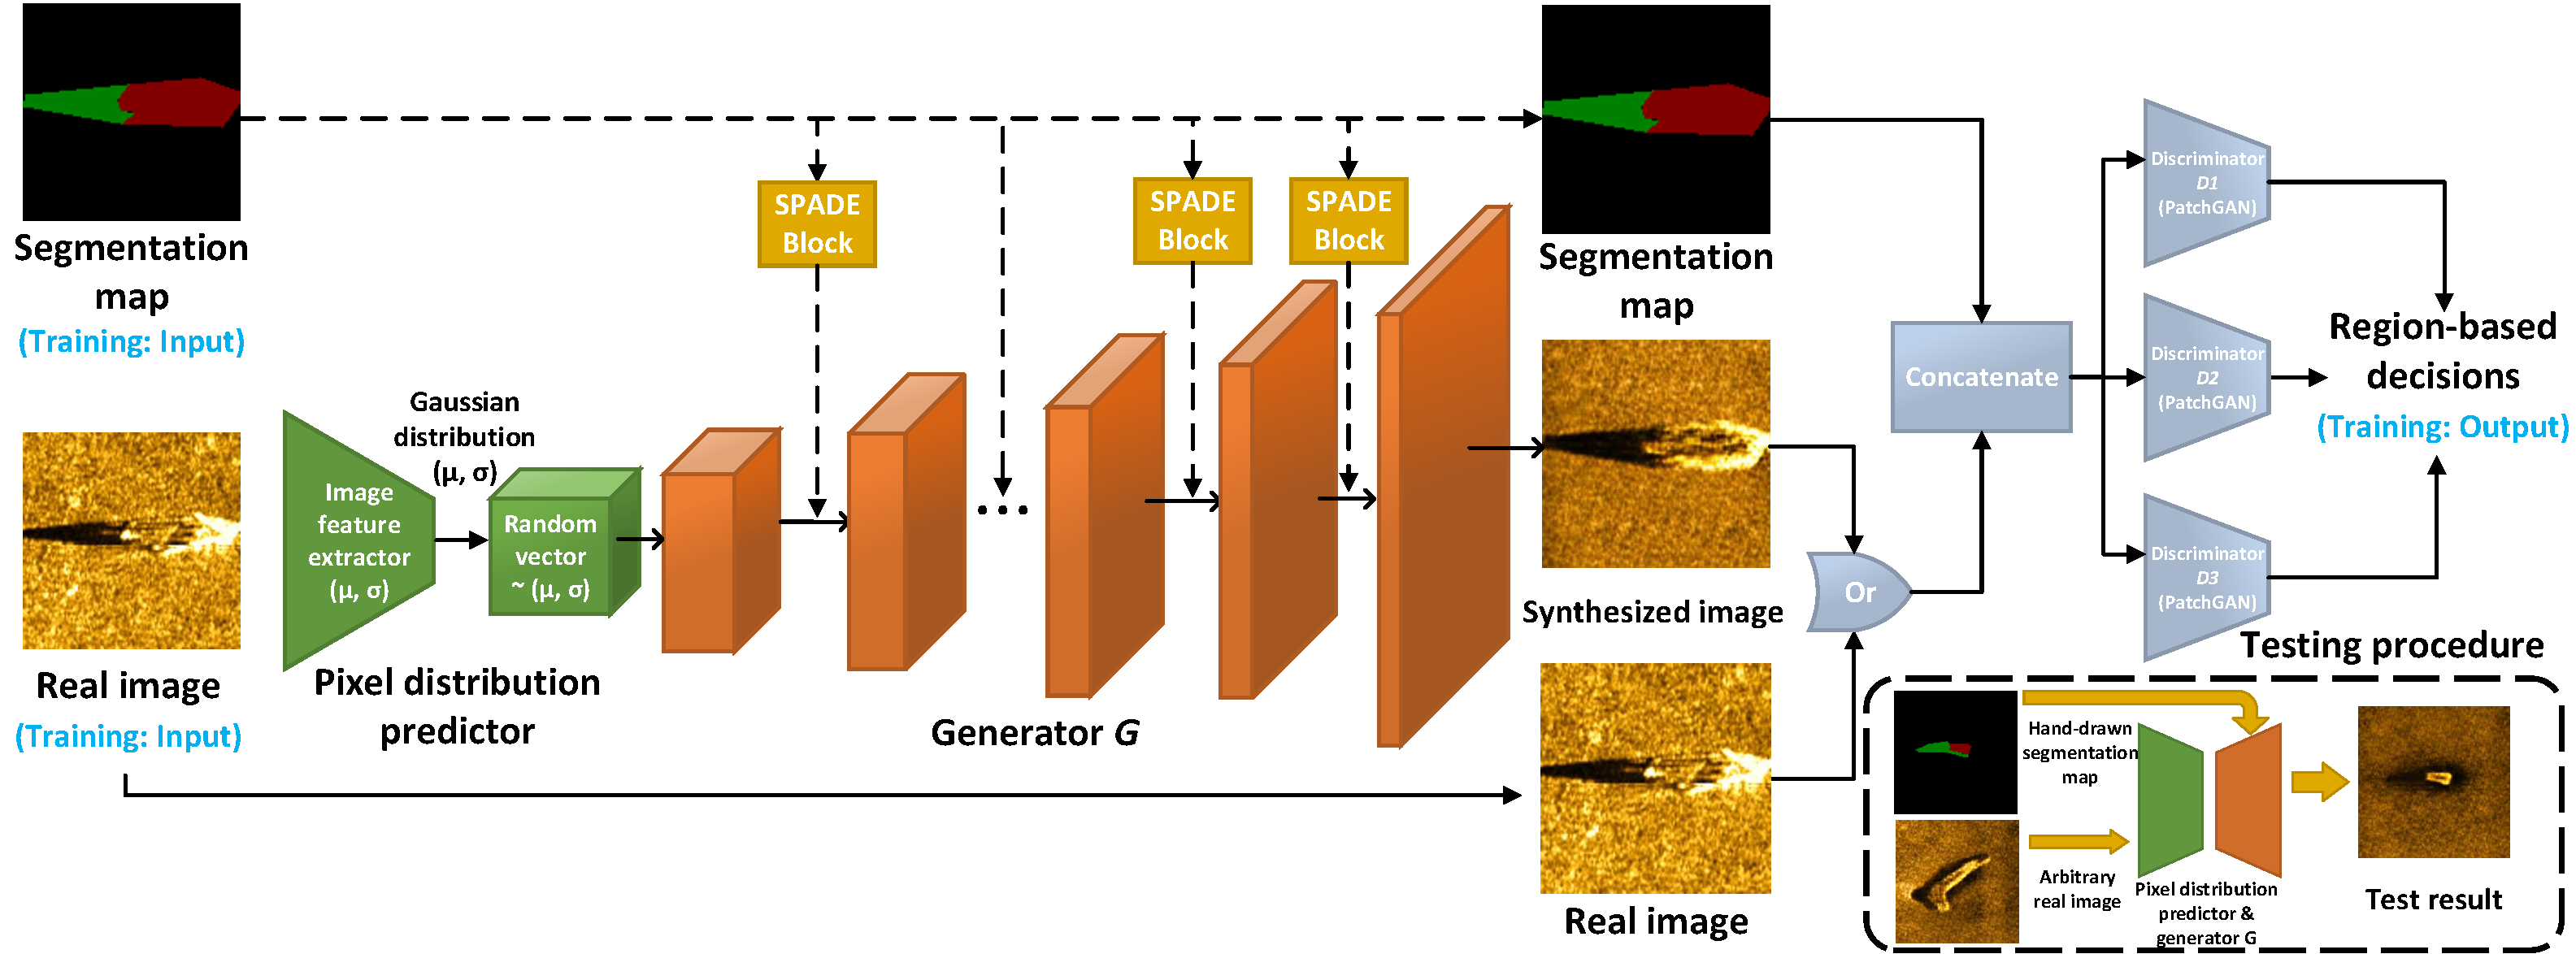 Segmentation
map
(Training: Input)
Real image
(Training: Input)
Image
feature
extractor
(μ, σ)
Gaussian
distribution
(μ, σ)
Random
vector
~ (μ, σ)
Pixel distribution
predictor
SPADE
Block
SPADE
Block
SPADE
Block
...
Generator G
Segmentation
map
Synthesized image
Real image
Or
Concatenate
Discriminator
D1
(PatchGAN)
Discriminator
D2
(PatchGAN)
Discriminator
D3
(PatchGAN)
Region-based
decisions
(Training: Output)
Testing procedure
Hand-drawn
segmentation
map
Arbitrary
real image
Pixel distribution
predictor &
generator G
Test result